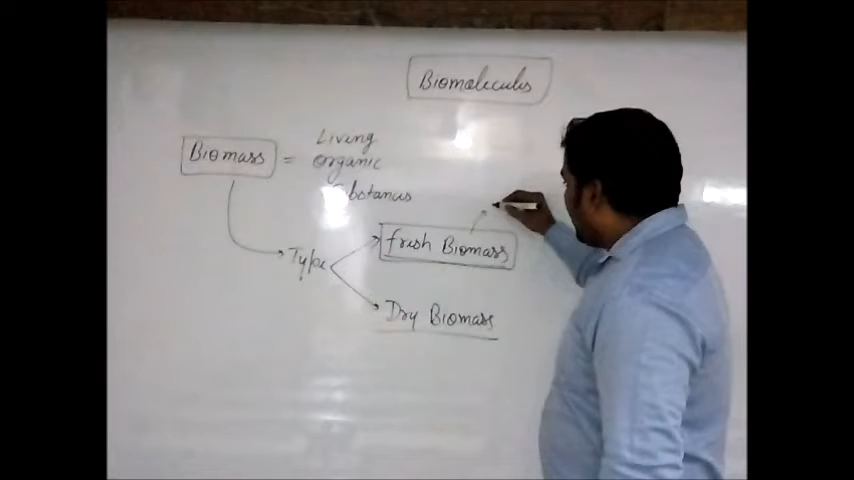 Biomolecules
Biomass = Living
organic
Substances
Type
fresh Biomass
Dry Biomass